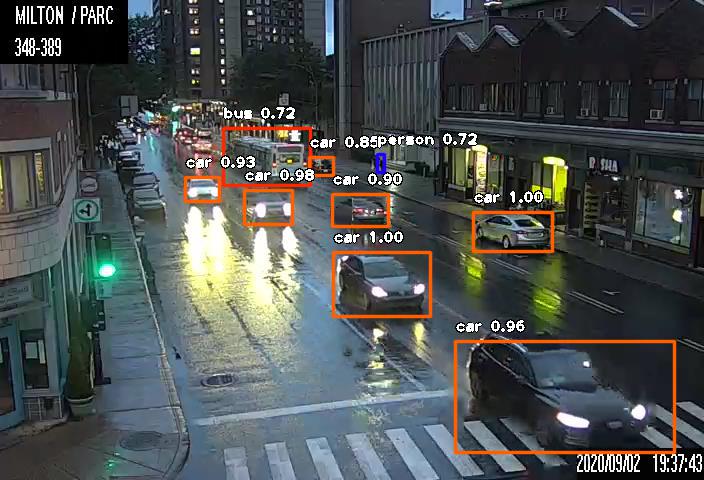 MILTON / PARC
348-389
bus 0.72
car 0.85
person 0.72
car 0.93
car 0.98
car 0.90
car 1.00
car 1.00
car 0.96
2020/09/02 19:37:43